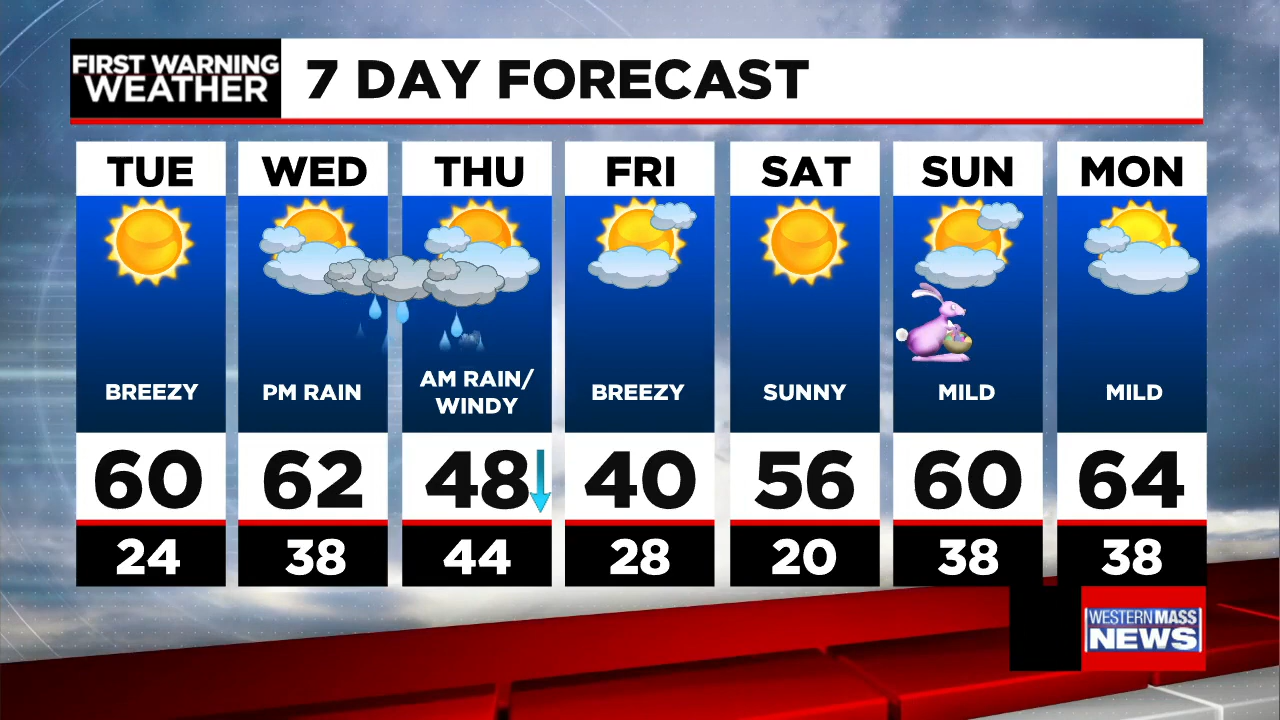 FIRST WARNING
WEATHER
7 DAY FORECAST
TUE WED THU FRI SAT SUN MON
BREEZY PM RAIN AM RAIN/
WINDY BREEZY SUNNY MILD MILD
60 62 48 40 56 60 64
24 38 44 28 20 38 38
WESTERN MASS
NEWS